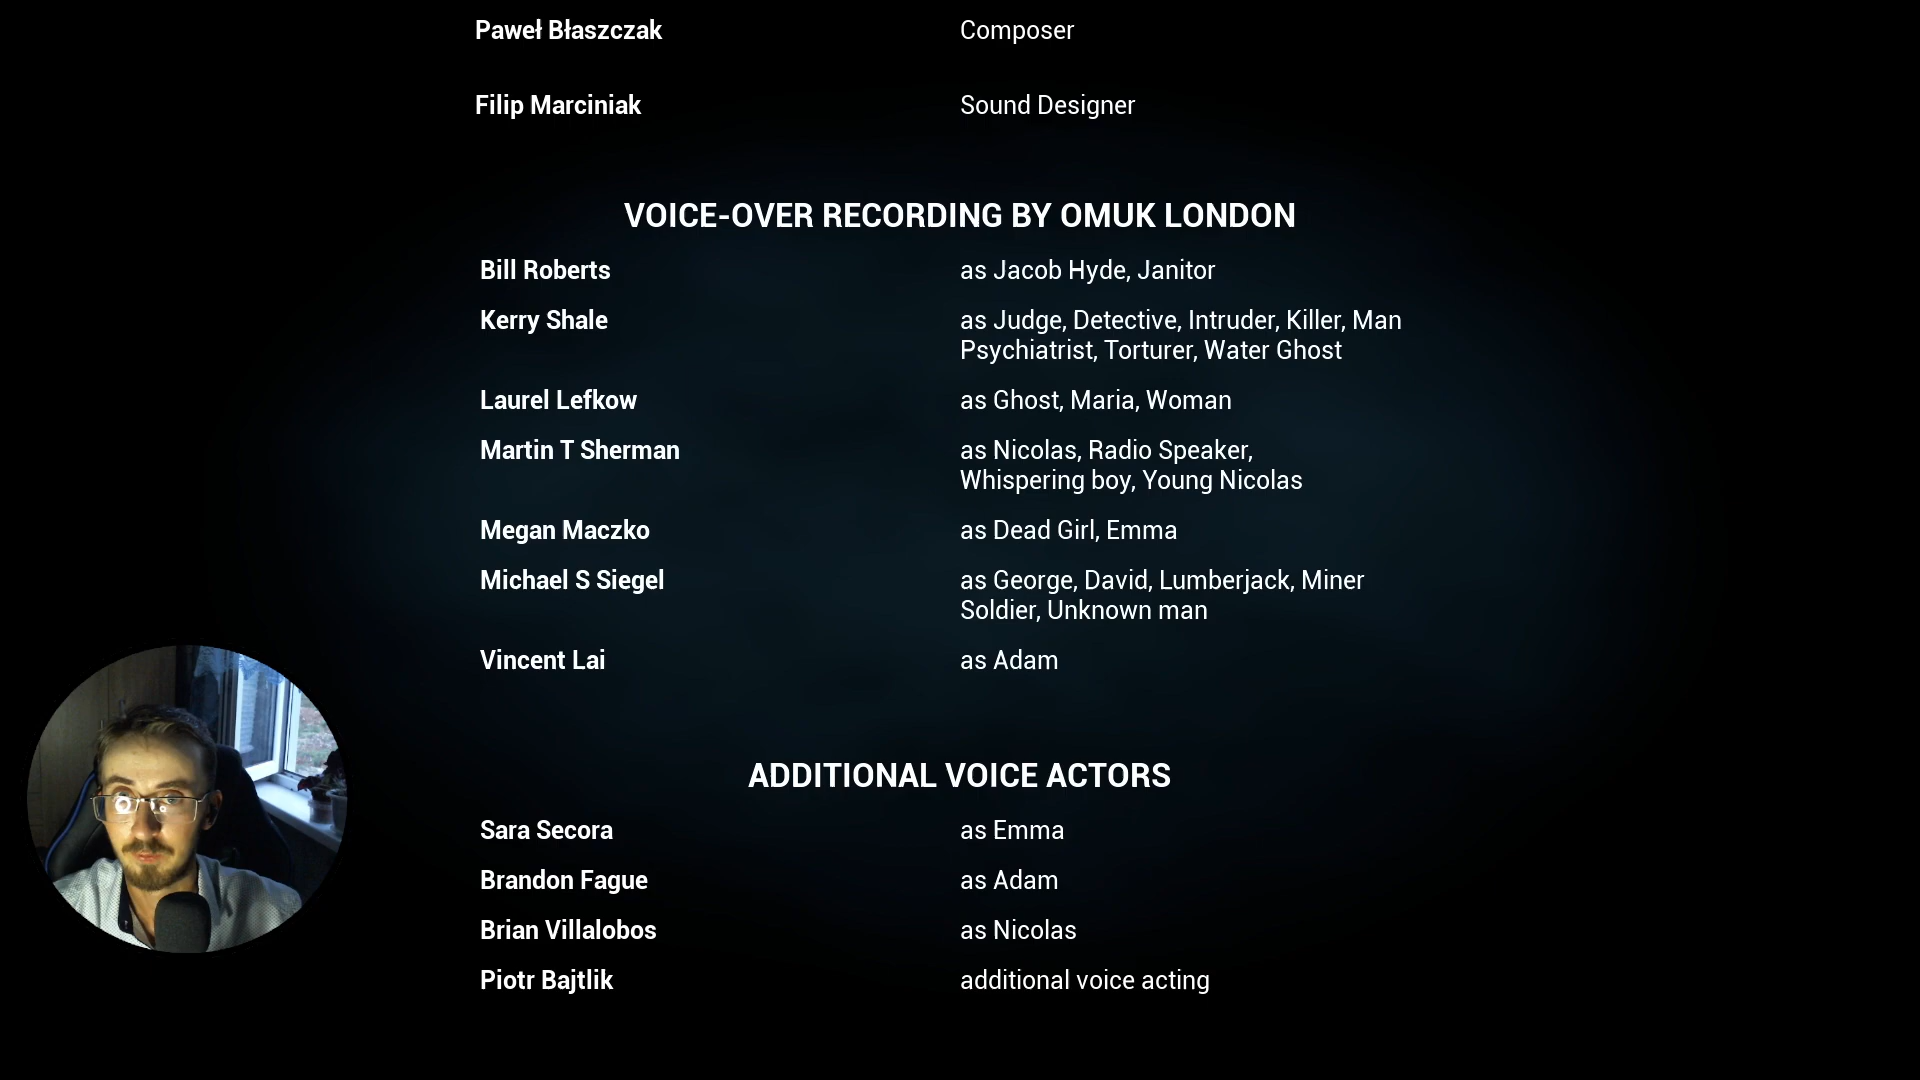 Paweł Błaszczak Composer
Filip Marciniak Sound Designer
VOICE-OVER RECORDING BY OMUK LONDON
Bill Roberts as Jacob Hyde, Janitor
Kerry Shale as Judge, Detective, Intruder, Killer, Man
Psychiatrist, Torturer, Water Ghost
Laurel Lefkow as Ghost, Maria, Woman
Martin T Sherman as Nicolas, Radio Speaker,
Whispering boy, Young Nicolas
Megan Maczko as Dead Girl, Emma
Michael S Siegel as George, David, Lumberjack, Miner
Soldier, Unknown man
Vincent Lai as Adam
ADDITIONAL VOICE ACTORS
Sara Secora as Emma
Brandon Fague as Adam
Brian Villalobos as Nicolas
Piotr Bajtlik additional voice acting